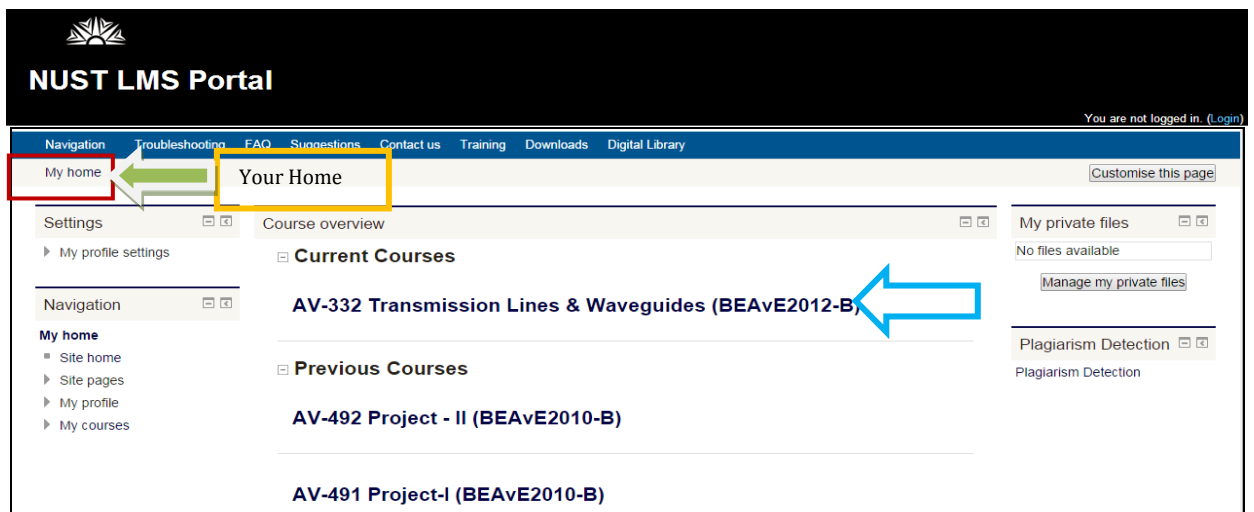 NUST LMS Portal
You are not logged in. (Login)
Navigation Troubleshooting FAQ Suggestions Contact us Training Downloads Digital Library
My home
Your Home
Customise this page
Settings
My profile settings
Navigation
My home
Site home
Site pages
My profile
My courses
Course overview
Current Courses
AV-332 Transmission Lines & Waveguides (BEAvE2012-B)
Previous Courses
AV-492 Project - II (BEAvE2010-B)
AV-491 Project-I (BEAvE2010-B)
My private files
No files available
Manage my private files
Plagiarism Detection
Plagiarism Detection